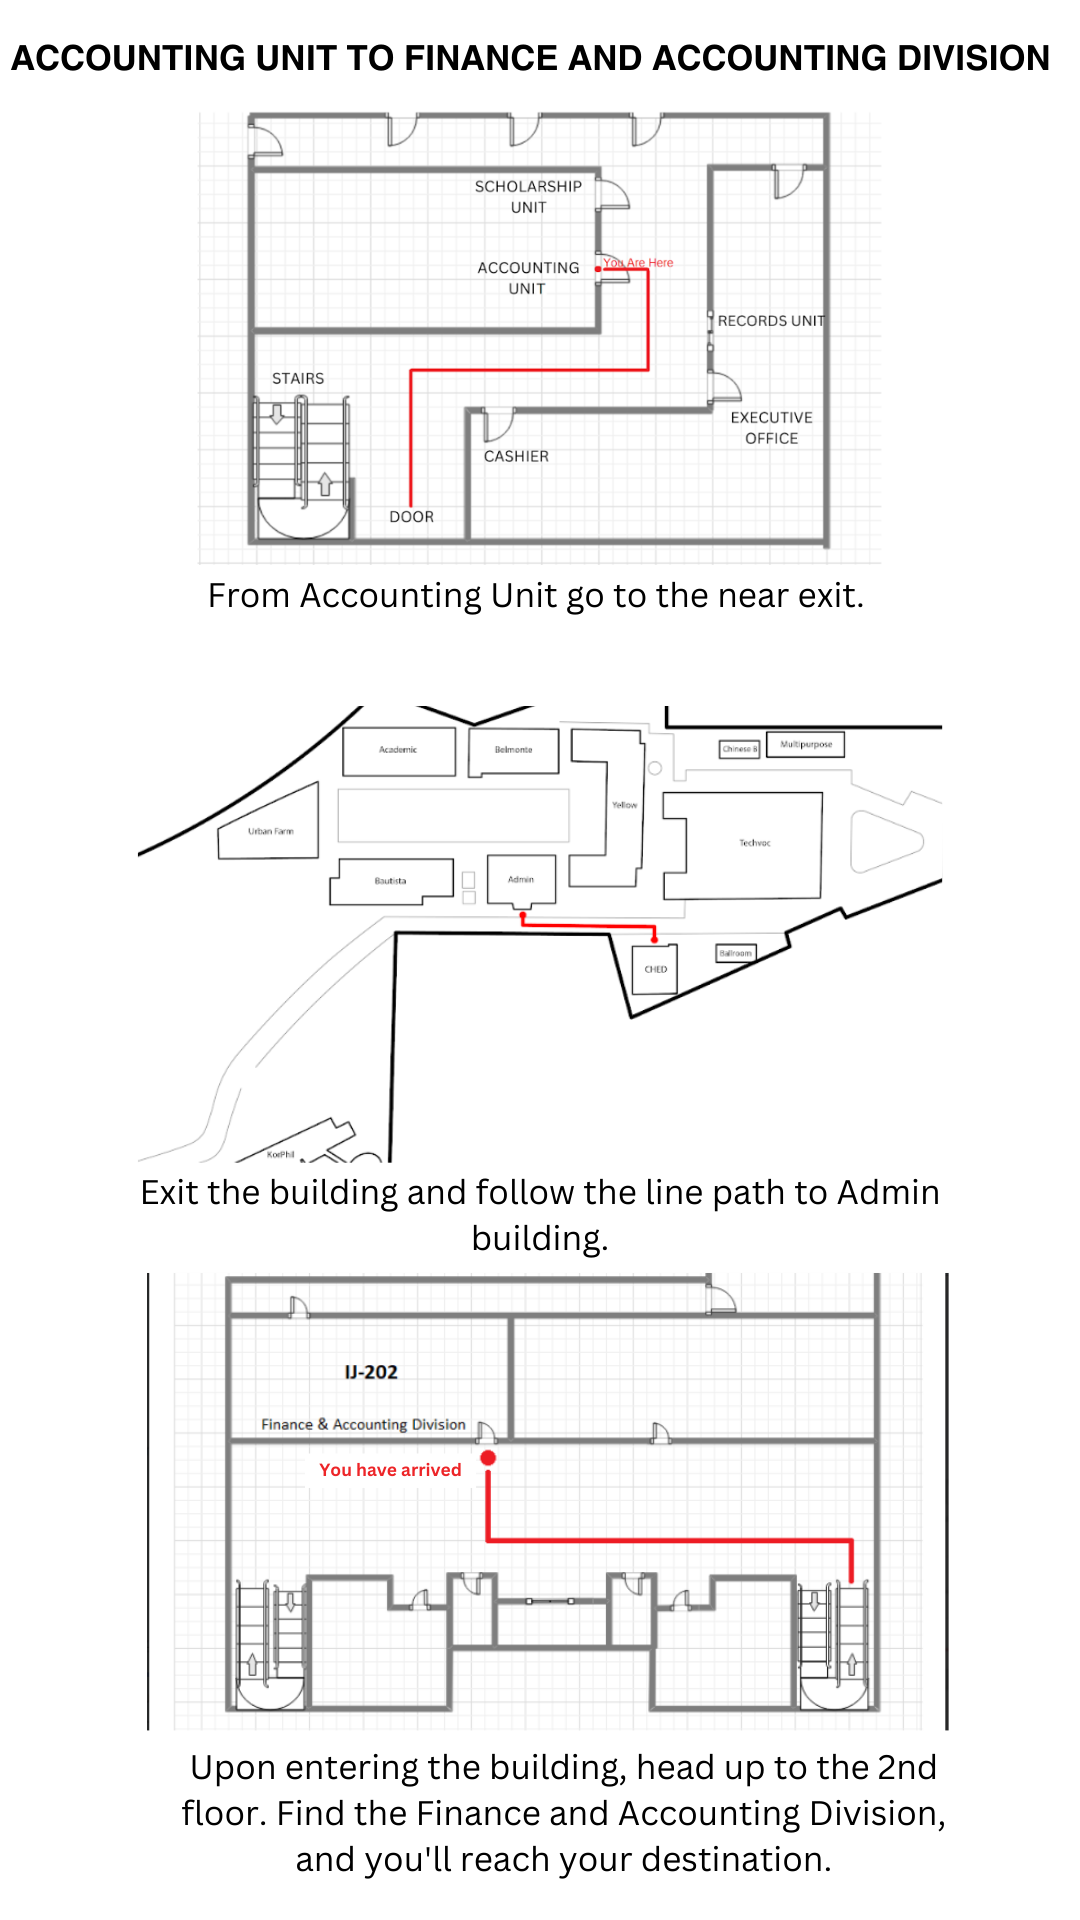 ACCOUNTING UNIT TO FINANCE AND ACCOUNTING DIVISION
SCHOLARSHIP
UNIT
You Are Here
ACCOUNTING
UNIT
RECORDS UNIT
STAIRS
EXECUTIVE
OFFICE
CASHIER
DOOR
From Accounting Unit go to the near exit.
Academic
Belmonte
Chinese B
Multipurpose
Yellow
Urban Farm
Techvoc
Bautista
Admin
CHED
Ballroom
KorPhil
Exit the building and follow the line path to Admin
building.
IJ-202
Finance & Accounting Division
You have arrived
Upon entering the building, head up to the 2nd
floor. Find the Finance and Accounting Division,
and you'll reach your destination.